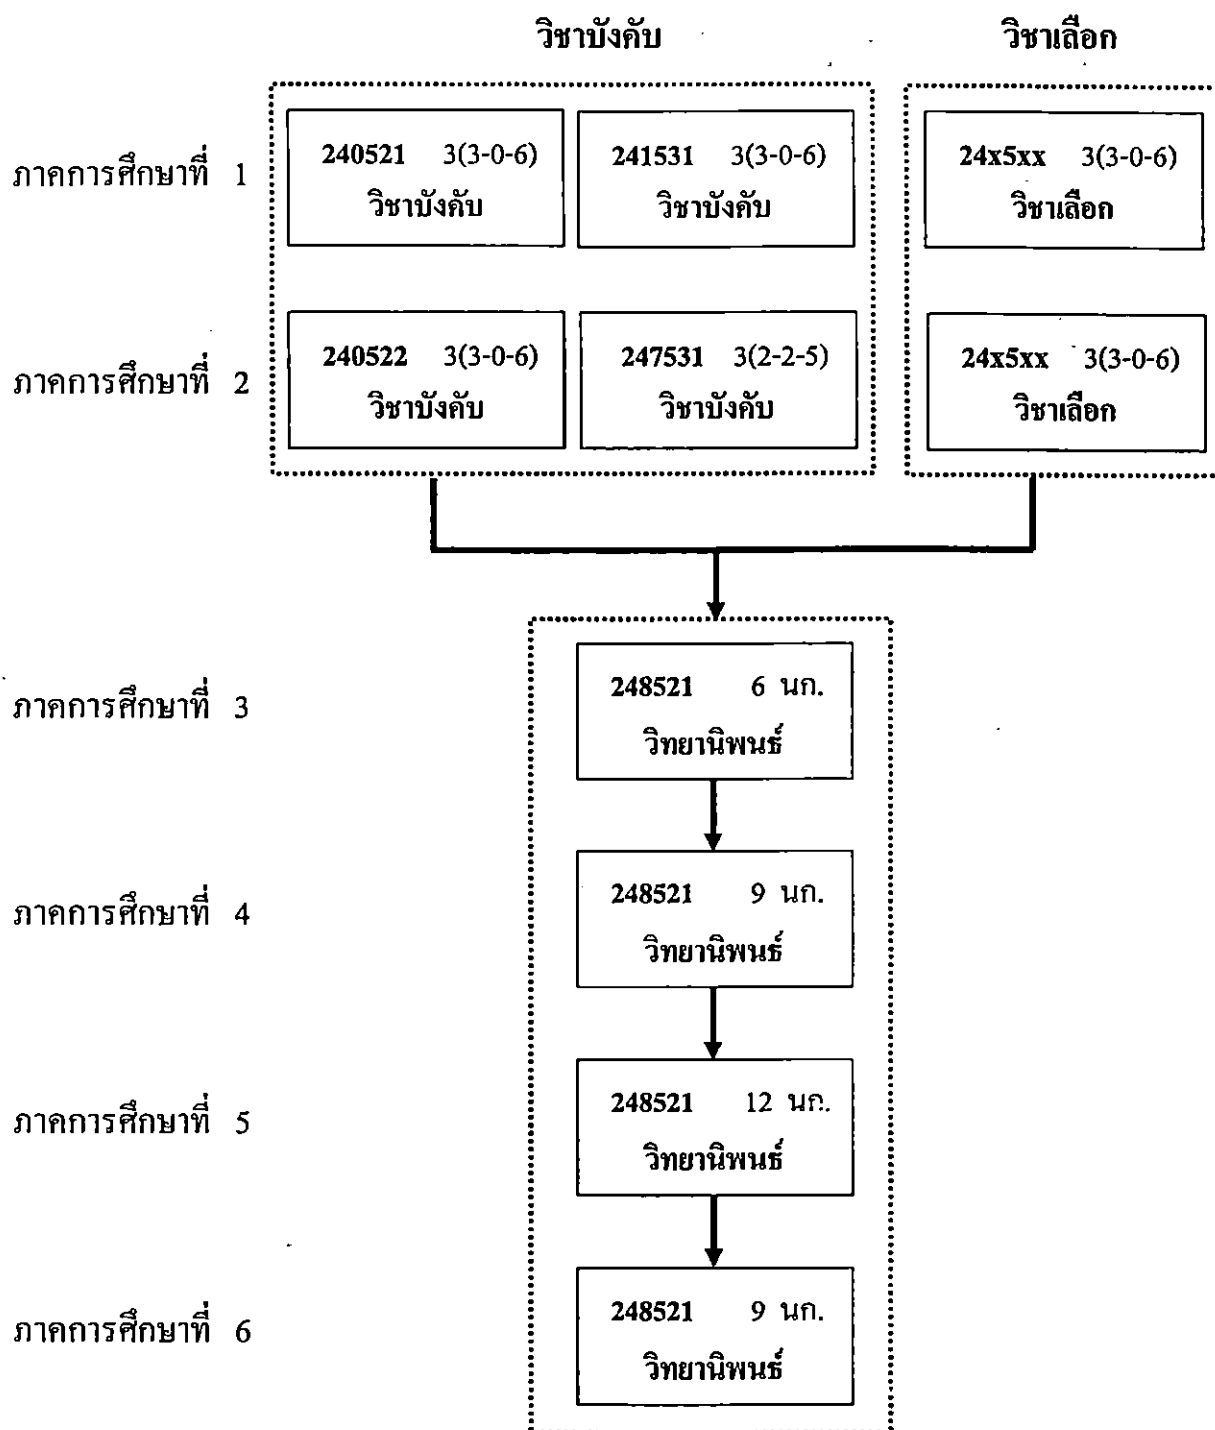 วิชาบังคับ วิชาเลือก
ภาคการศึกษาที่ 1
240521 3(3-0-6) 241531 3(3-0-6) 24x5xx 3(3-0-6)
วิชาบังคับ วิชาบังคับ วิชาเลือก
ภาคการศึกษาที่ 2
240522 3(3-0-6) 247531 3(2-2-5) 24x5xx 3(3-0-6)
วิชาบังคับ วิชาบังคับ วิชาเลือก
ภาคการศึกษาที่ 3
248521 6 นก.
วิทยานิพนธ์
ภาคการศึกษาที่ 4
248521 9 นก.
วิทยานิพนธ์
ภาคการศึกษาที่ 5
248521 12 นก.
วิทยานิพนธ์
ภาคการศึกษาที่ 6
248521 9 นก.
วิทยานิพนธ์